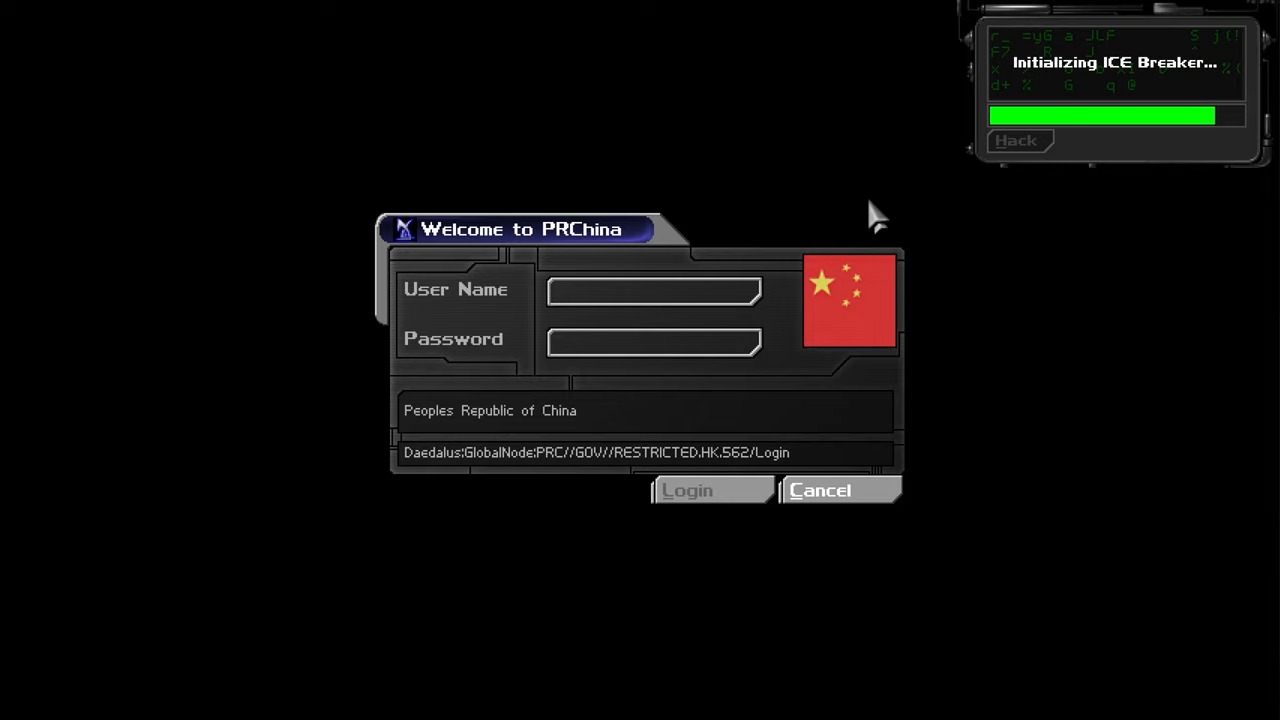 Initializing ICE Breaker...
Hack
Welcome to PRChina
User Name
Password
Peoples Republic of China
Daedalus:GlobalNode:PRC//GOV//RESTRICTED.HK.562/Login
Login
Cancel